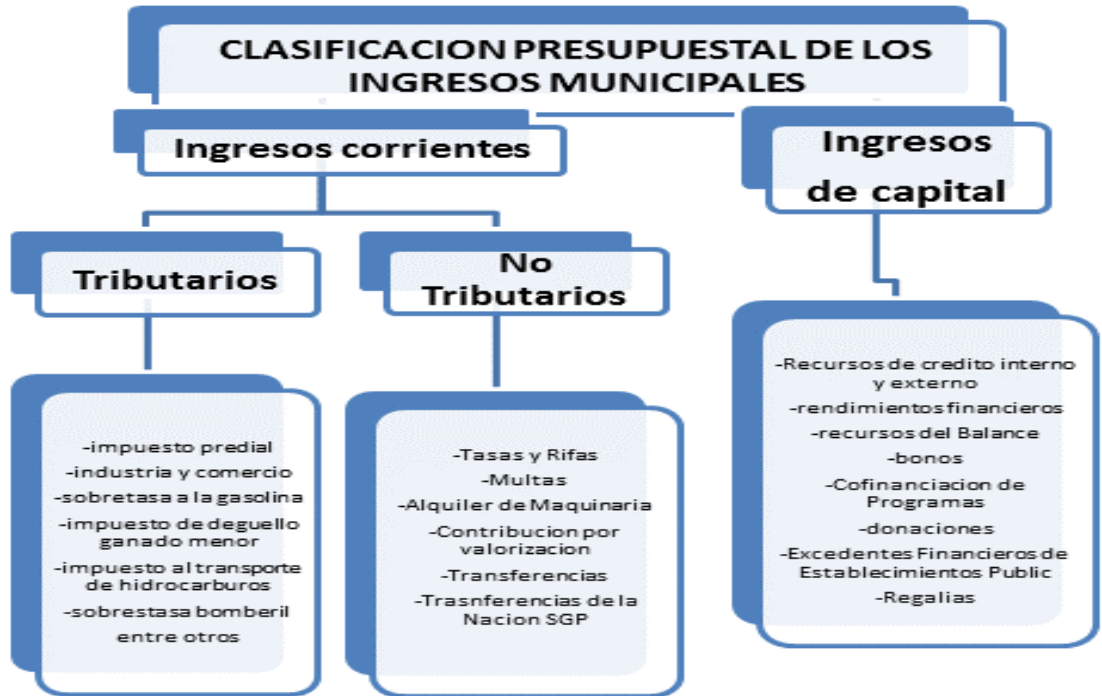 CLASIFICACION PRESUPUESTAL DE LOS
INGRESOS MUNICIPALES
Ingresos corrientes
Ingresos
de capital
Tributarios
No
Tributarios
-impuesto predial
-industria y comercio
-sobretasa a la gasolina
-impuesto de deguello
ganado menor
-impuesto al transporte
de hidrocarburos
-sobrestasa bomberil
entre otros
-Tasas y Rifas
-Multas
-Alquiler de Maquinaria
-Contribucion por
valorizacion
-Transferencias
-Trasnferencias de la
Nacion SGP
-Recursos de credito interno
y externo
-rendimientos financieros
-recursos del Balance
-bonos
-Cofinanciacion de
Programas
-donaciones
-Excedentes Financieros de
Establecimientos Public
-Regalias